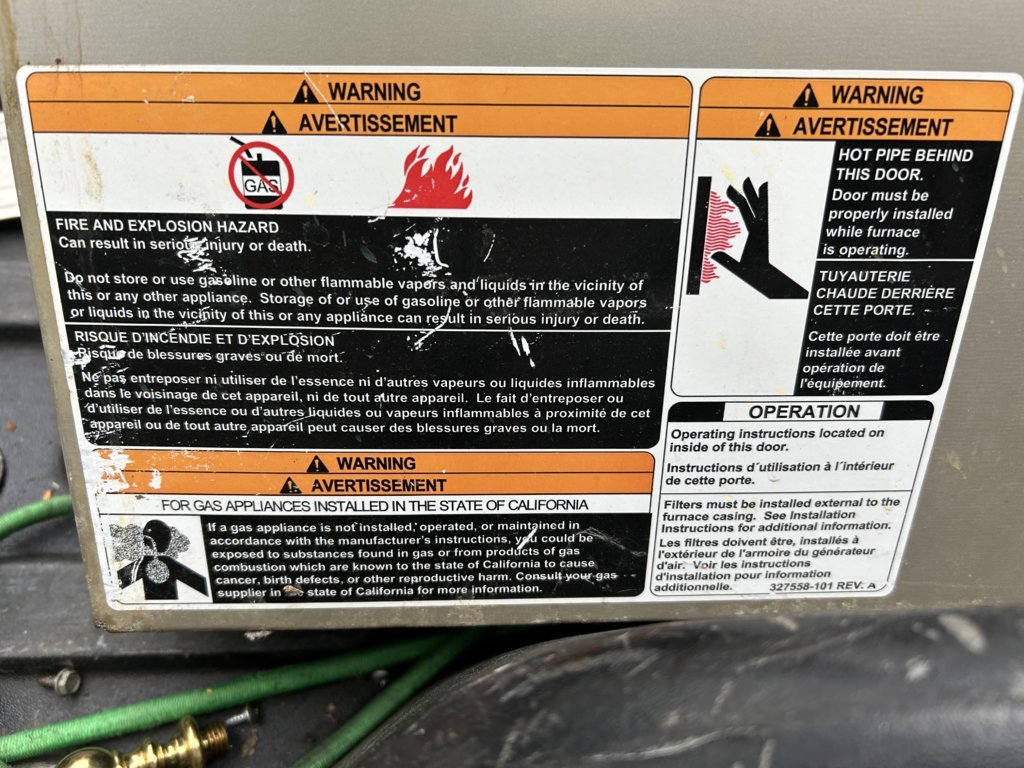 WARNING
AVERTISSEMENT
GAS
FIRE AND EXPLOSION HAZARD
Can result in serious injury or death.
Do not store or use gasoline or other flammable vapors and liquids in the vicinity of
this or any other appliance. Storage of or use of gasoline or other flammable vapors
or liquids in the vicinity of this or any appliance can result in serious injury or death.
RISQUE D'INCENDIE ET D'EXPLOSION
Risque de blessures graves ou de mort.
Ne pas entreposer ni utiliser de l'essence ni d'autres vapeurs ou liquides inflammables
dans le voisinage de cet appareil, ni de tout autre appareil. Le fait d'entreposer ou
d'utiliser de l'essence ou d'autres liquides ou vapeurs inflammables à proximité de cet
appareil ou de tout autre appareil peut causer des blessures graves ou la mort.
WARNING
AVERTISSEMENT
FOR GAS APPLIANCES INSTALLED IN THE STATE OF CALIFORNIA
If a gas appliance is not installed, operated, or maintained in
accordance with the manufacturer's instructions, you could be
exposed to substances found in gas or from products of gas
combustion which are known to the state of California to cause
cancer, birth defects, or other reproductive harm. Consult your gas
supplier in the state of California for more information.
WARNING
AVERTISSEMENT
HOT PIPE BEHIND
THIS DOOR.
Door must be
properly installed
while furnace
is operating.
TUYAUTERIE
CHAUDE DERRIÈRE
CETTE PORTE.
Cette porte doit être
installée avant
opération de
l'équipement.
OPERATION
Operating instructions located on
inside of this door.
Instructions d´utilisation à l´intérieur
de cette porte.
Filters must be installed external to the
furnace casing. See Installation
Instructions for additional information.
Les filtres doivent être, installés à
l'extérieur de l'armoire du générateur
d'air. Voir les instructions
d'installation pour information
additionnelle. 327558-101 REV. A